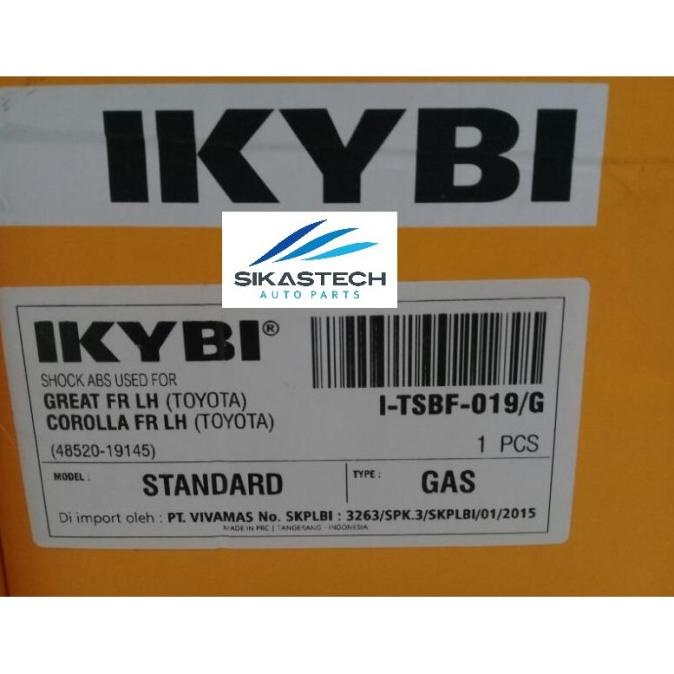 IKYBI
SIKASTECH
AUTO PARTS
IKYBI®
SHOCK ABS USED FOR
GREAT FR LH (TOYOTA)
COROLLA FR LH (TOYOTA)
(48520-19145)
I-TSBF-019/G
1 PCS
MODEL : STANDARD
TYPE : GAS
Di import oleh : PT. VIVAMAS No. SKPLBI : 3263/SPK.3/SKPLBI/01/2015
MADE IN PRC | TANGERANG - INDONESIA